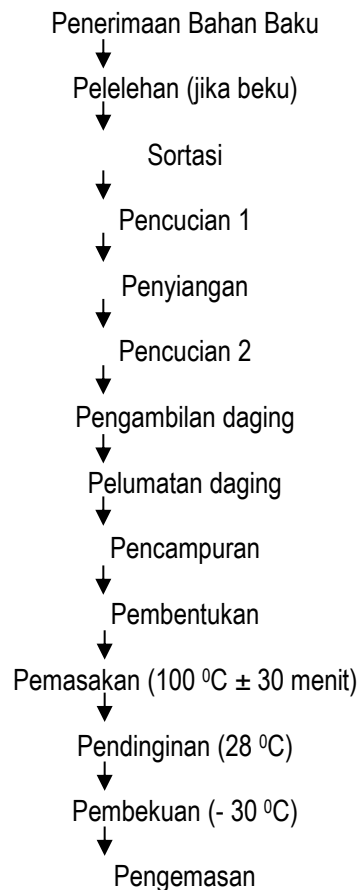 Penerimaan Bahan Baku
Pelelehan (jika beku)
Sortasi
Pencucian 1
Penyiangan
Pencucian 2
Pengambilan daging
Pelumatan daging
Pencampuran
Pembentukan
Pemasakan (100 ⁰C ± 30 menit)
Pendinginan (28 ⁰C)
Pembekuan (- 30 ⁰C)
Pengemasan